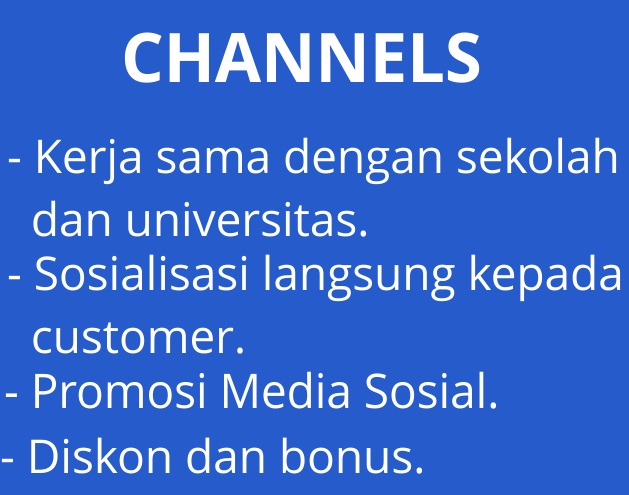 CHANNELS
- Kerja sama dengan sekolah
dan universitas.
- Sosialisasi langsung kepada
customer.
- Promosi Media Sosial.
- Diskon dan bonus.